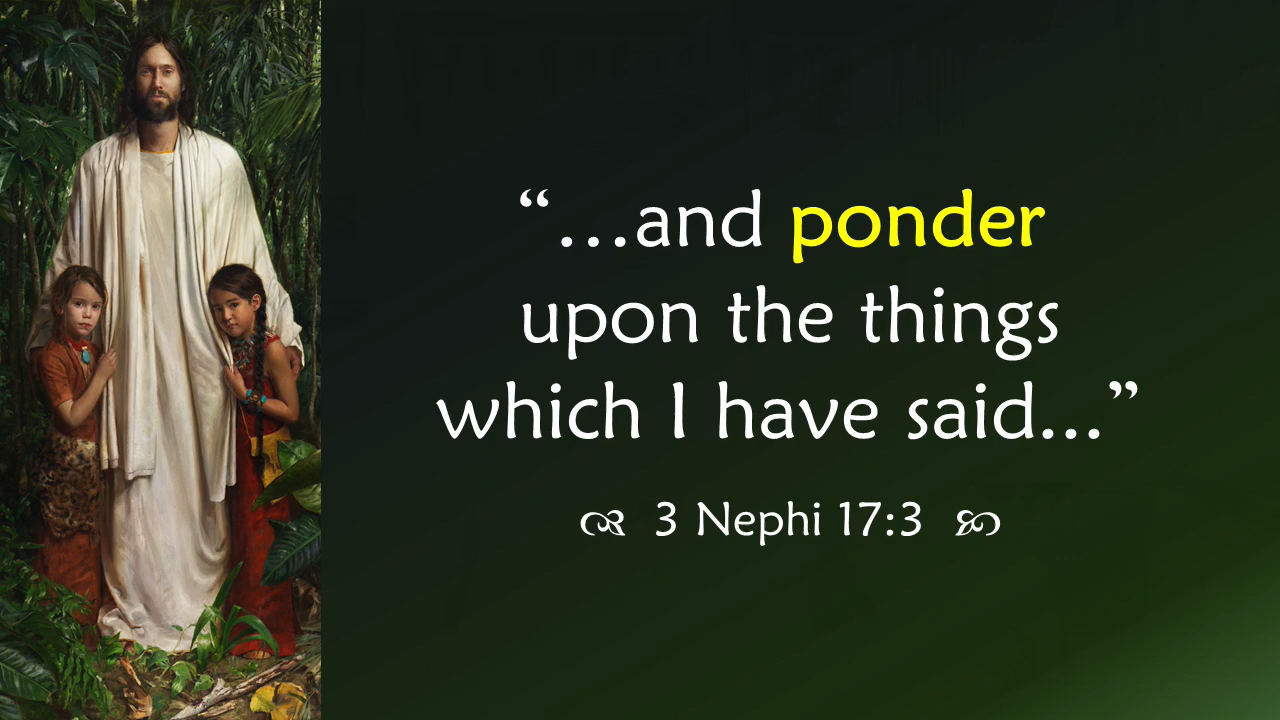 “…and ponder
upon the things
which I have said…”
3 Nephi 17:3